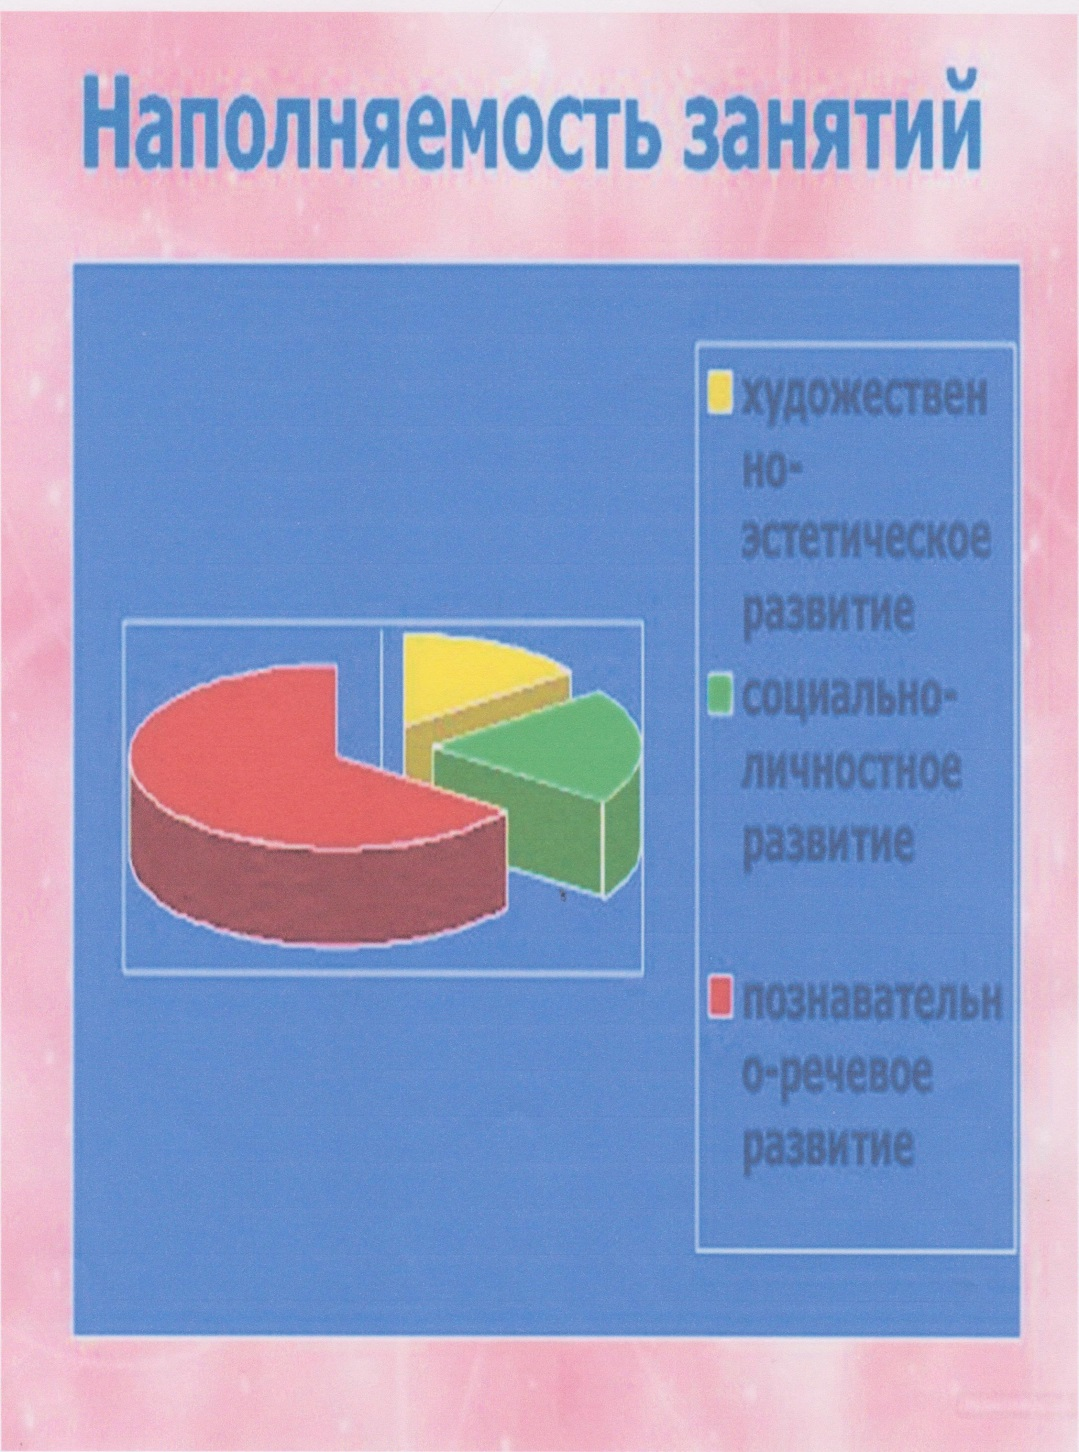 Наполняемость занятий
художествен
но-
эстетическое
развитие
социально-
личностное
развитие
познавательн
о-речевое
развитие